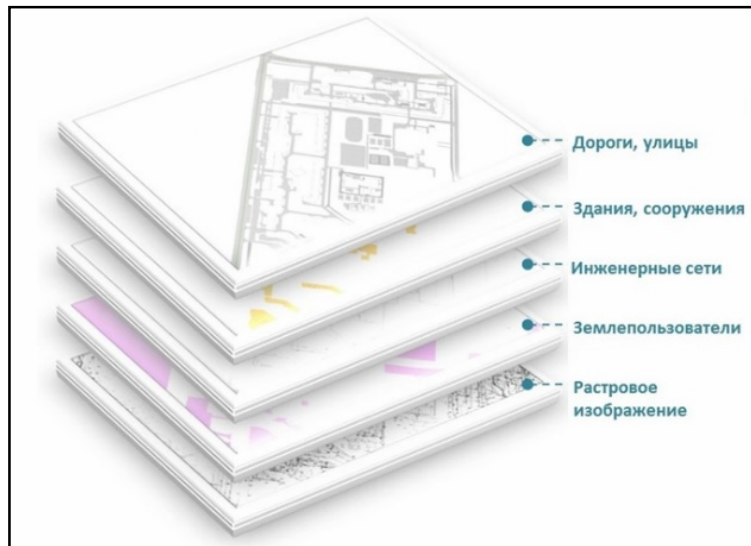 Дороги, улицы
Здания, сооружения
Инженерные сети
Землепользователи
Растровое
изображение